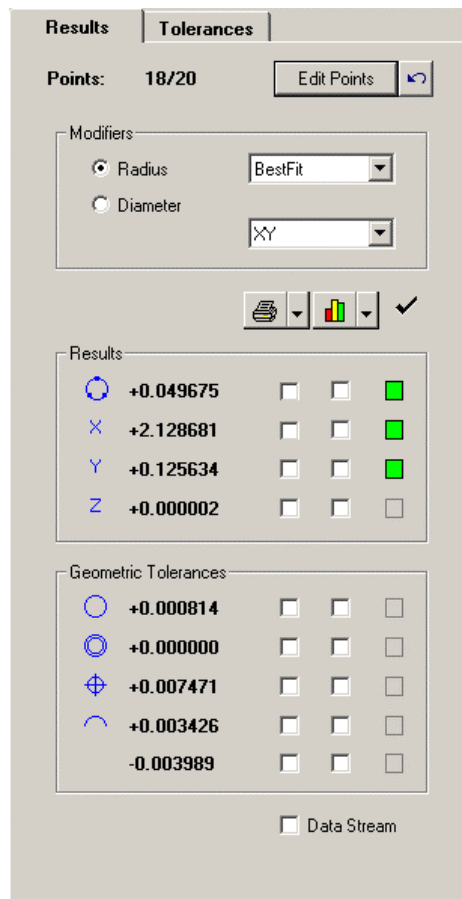 Results Tolerances
Points: 18/20 Edit Points
Modifiers
Radius BestFit
Diameter
XY
Results
+0.049675
X +2.128681
Y +0.125634
Z +0.000002
Geometric Tolerances
+0.000814
+0.000000
+0.007471
+0.003426
-0.003989
Data Stream